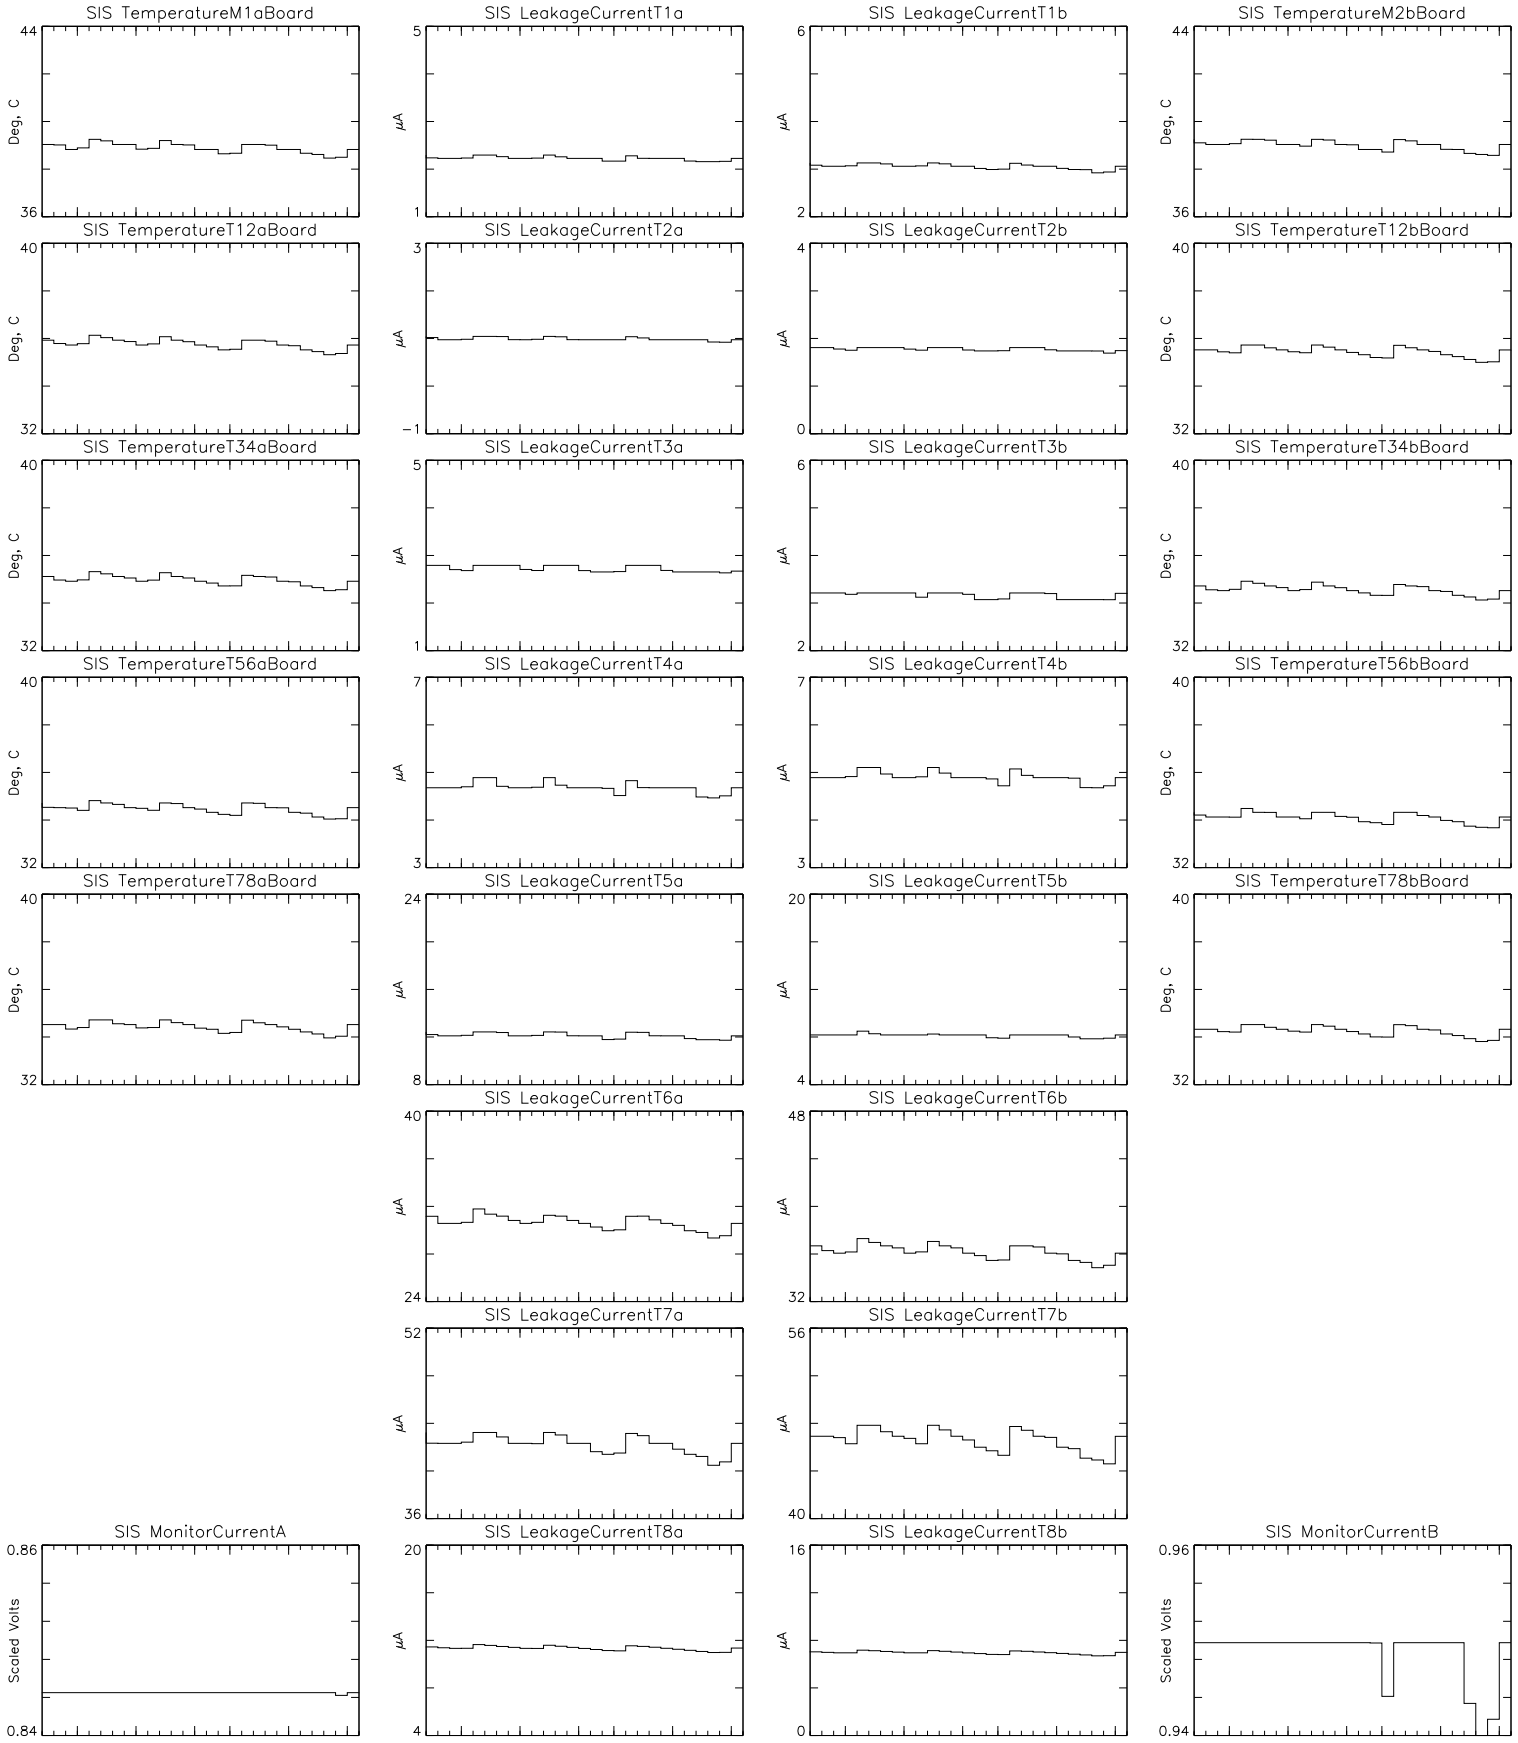 SIS TemperatureM1aBoard
44
Deg, C
36
SIS LeakageCurrentT1a
5
μA
1
SIS LeakageCurrentT1b
6
μA
2
SIS TemperatureM2bBoard
44
Deg, C
36
SIS TemperatureT12aBoard
40
Deg, C
32
SIS LeakageCurrentT2a
3
μA
-1
SIS LeakageCurrentT2b
4
μA
0
SIS TemperatureT12bBoard
40
Deg, C
32
SIS TemperatureT34aBoard
40
Deg, C
32
SIS LeakageCurrentT3a
5
μA
1
SIS LeakageCurrentT3b
6
μA
2
SIS TemperatureT34bBoard
40
Deg, C
32
SIS TemperatureT56aBoard
40
Deg, C
32
SIS LeakageCurrentT4a
7
μA
3
SIS LeakageCurrentT4b
7
μA
3
SIS TemperatureT56bBoard
40
Deg, C
32
SIS TemperatureT78aBoard
40
Deg, C
32
SIS LeakageCurrentT5a
24
μA
8
SIS LeakageCurrentT5b
20
μA
4
SIS TemperatureT78bBoard
40
Deg, C
32
SIS LeakageCurrentT6a
40
μA
24
SIS LeakageCurrentT6b
48
μA
32
SIS LeakageCurrentT7a
52
μA
36
SIS LeakageCurrentT7b
56
μA
40
SIS MonitorCurrentA
0.86
Scaled Volts
0.84
SIS LeakageCurrentT8a
20
μA
4
SIS LeakageCurrentT8b
16
μA
0
SIS MonitorCurrentB
0.96
Scaled Volts
0.94